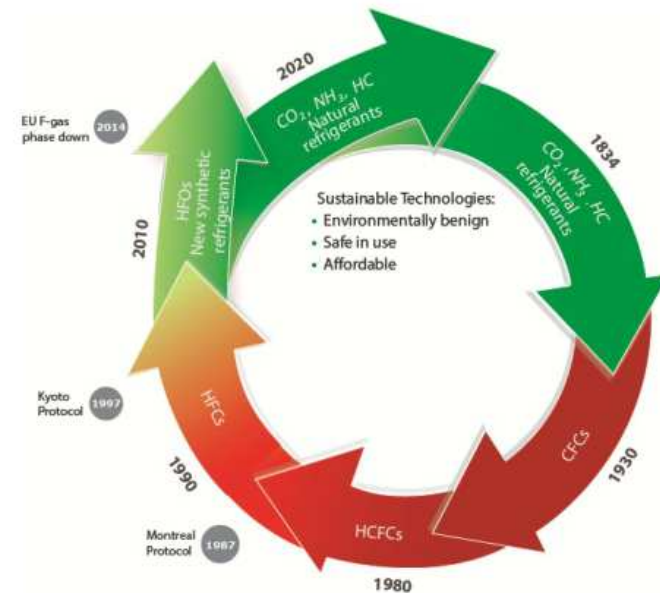 2020
CO2, NH3, HC
Natural
refrigerants
1834
CO2, NH3, HC
Natural
refrigerants
EU F-gas
phase down
2014
HFOs
New synthetic
refrigerants
2010
Sustainable Technologies:
• Environmentally benign
• Safe in use
• Affordable
Kyoto
Protocol
1997
HFCs
1990
CFCs
1930
Montreal
Protocol
1987
HCFCs
1980